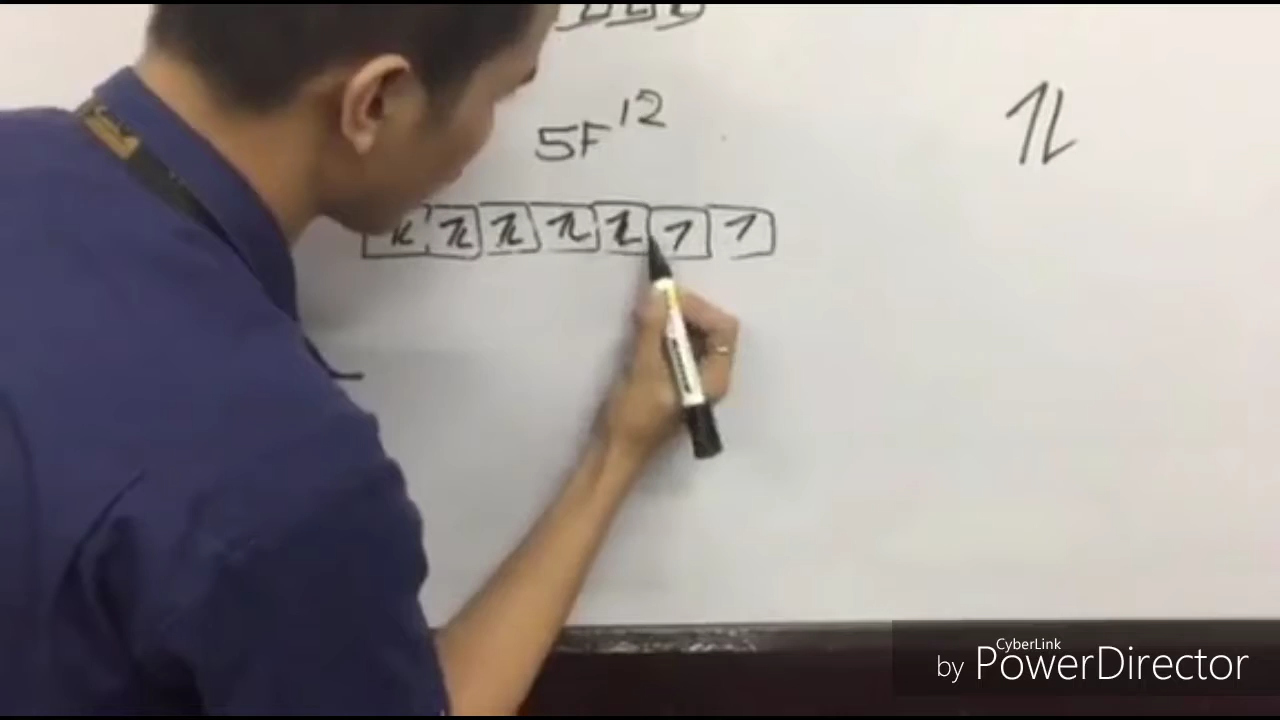 5F¹²
⥮
⥮ ⥮ ⥮ ⥮ ⥮ ↿ ↿
CyberLink
by PowerDirector